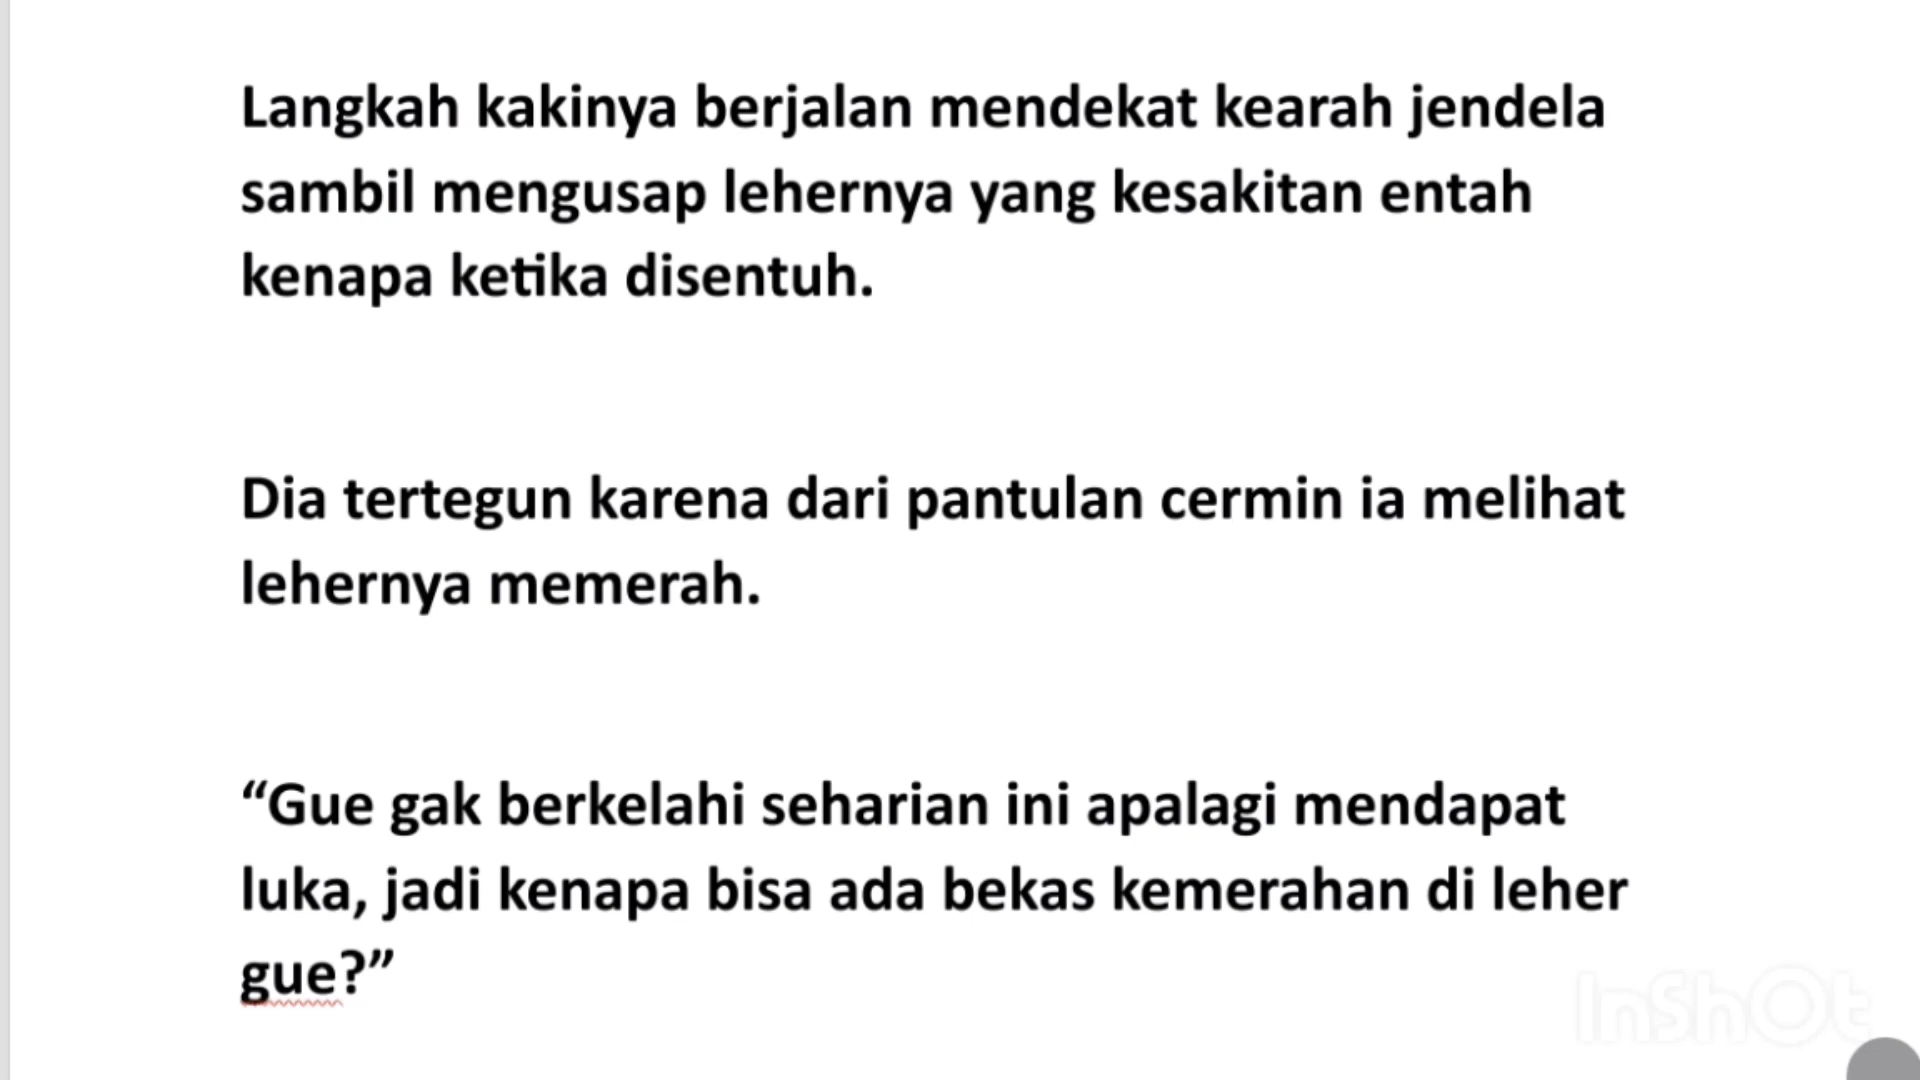 Langkah kakinya berjalan mendekat kearah jendela
sambil mengusap lehernya yang kesakitan entah
kenapa ketika disentuh.
Dia tertegun karena dari pantulan cermin ia melihat
lehernya memerah.
“Gue gak berkelahi seharian ini apalagi mendapat
luka, jadi kenapa bisa ada bekas kemerahan di leher
gue?”
InShOt